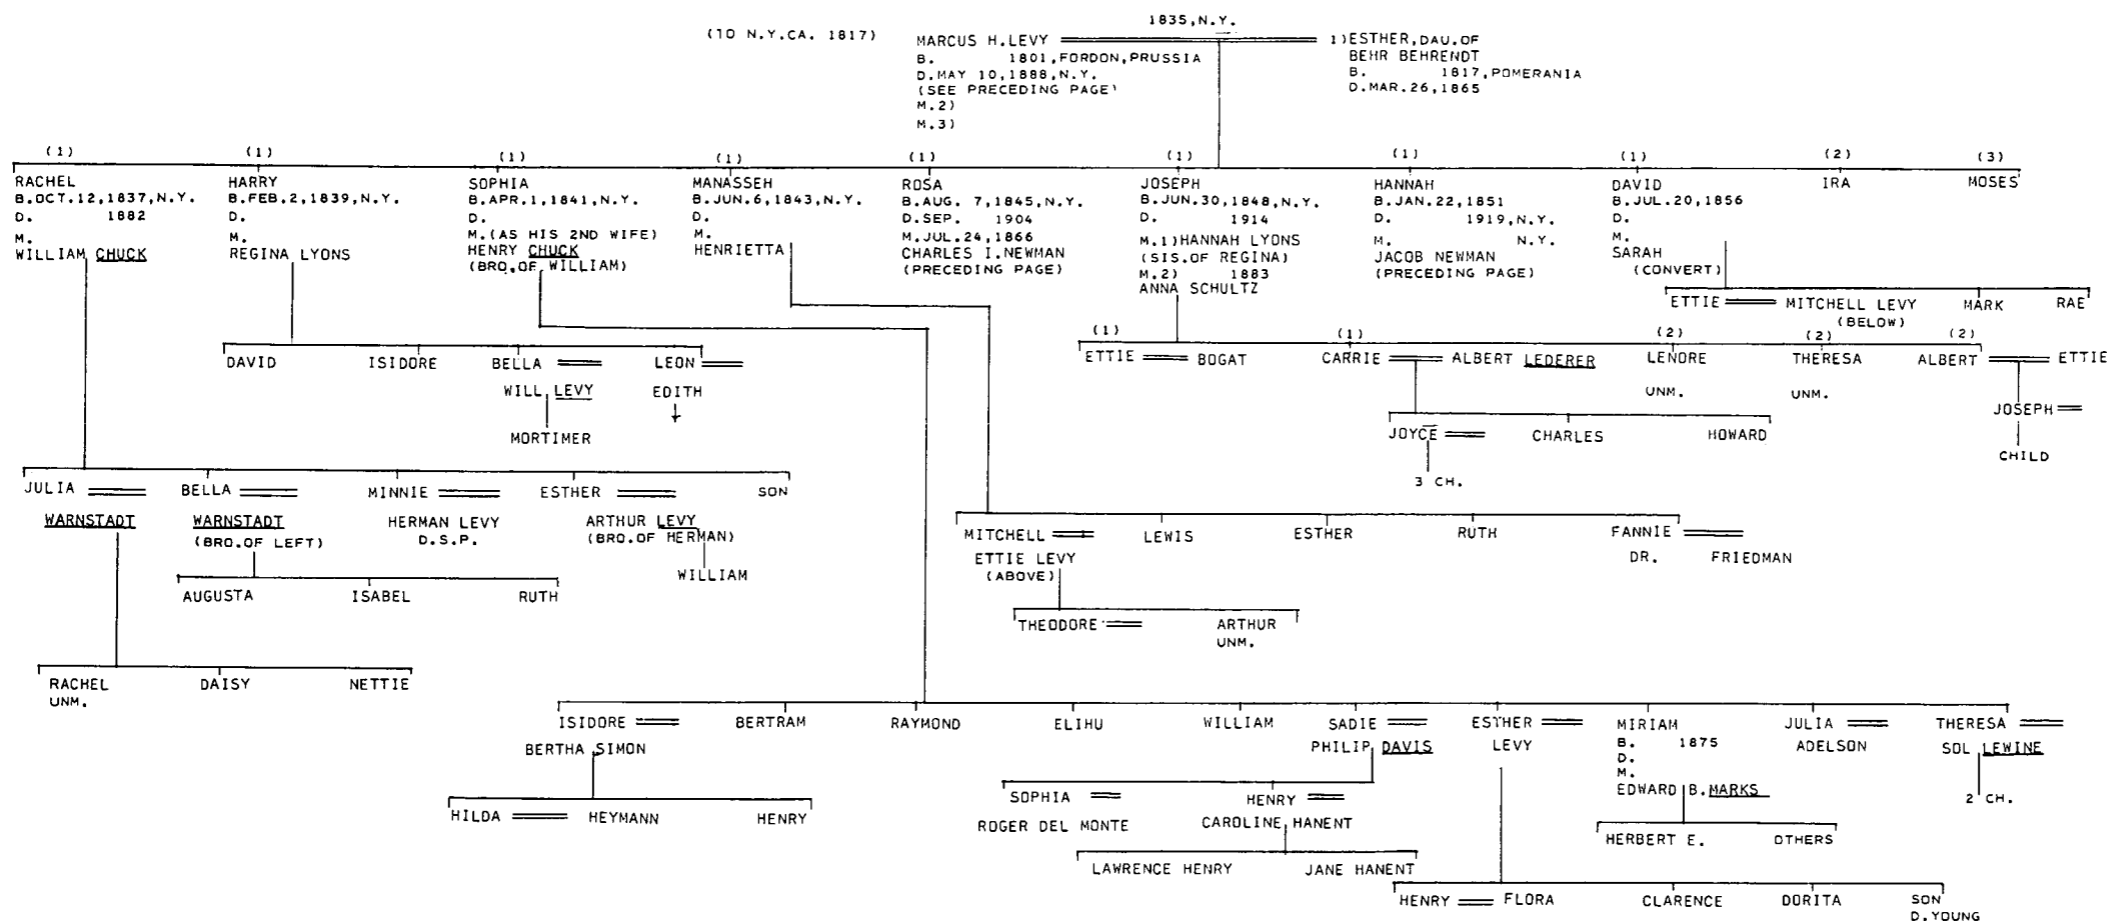 1835,N.Y.
(TO N.Y.CA. 1817)
MARCUS H.LEVY
B. 1801,FORDON,PRUSSIA
D.MAY 10,1888,N.Y.
(SEE PRECEDING PAGE)
M.2)
M.3)
1)ESTHER,DAU.OF
BEHR BEHRENDT
B. 1817,POMERANIA
D.MAR.26,1865
(1) (1) (1) (1) (1) (1) (1) (1) (2) (3)
RACHEL
B.OCT.12,1837,N.Y.
D. 1882
M.
WILLIAM CHUCK
HARRY
B.FEB.2,1839,N.Y.
D.
M.
REGINA LYONS
SOPHIA
B.APR.1,1841,N.Y.
D.
M.(AS HIS 2ND WIFE)
HENRY CHUCK
(BRO.OF WILLIAM)
MANASSEH
B.JUN.6,1843,N.Y.
D.
M.
HENRIETTA
ROSA
B.AUG. 7,1845,N.Y.
D.SEP. 1904
M.JUL.24,1866
CHARLES I.NEWMAN
(PRECEDING PAGE)
JOSEPH
B.JUN.30,1848,N.Y.
D. 1914
M.1)HANNAH LYONS
(SIS.OF REGINA)
M.2) 1883
ANNA SCHULTZ
HANNAH
B.JAN.22,1851
D. 1919,N.Y.
M. N.Y.
JACOB NEWMAN
(PRECEDING PAGE)
DAVID
B.JUL.20,1856
D.
M.
SARAH
(CONVERT)
IRA
MOSES
ETTIE MITCHELL LEVY MARK RAE
(BELOW)
(1) (1) (2) (2) (2)
ETTIE BOGAT CARRIE ALBERT LEDERER LENORE THERESA ALBERT ETTIE
UNM. UNM.
JOSEPH
CHILD
JOYCE CHARLES HOWARD
3 CH.
DAVID ISIDORE BELLA LEON
WILL LEVY EDITH
MORTIMER
JULIA BELLA MINNIE ESTHER SON
WARNSTADT WARNSTADT HERMAN LEVY ARTHUR LEVY
(BRO.OF LEFT) D.S.P. (BRO.OF HERMAN)
WILLIAM
AUGUSTA ISABEL RUTH
MITCHELL LEWIS ESTHER RUTH FANNIE
ETTIE LEVY DR. FRIEDMAN
(ABOVE)
THEODORE ARTHUR
UNM.
RACHEL DAISY NETTIE
UNM.
ISIDORE BERTRAM RAYMOND ELIHU WILLIAM SADIE ESTHER MIRIAM JULIA THERESA
BERTHA SIMON PHILIP DAVIS LEVY B. 1875 ADELSON SOL LEWINE
D.
M.
EDWARD B.MARKS
2 CH.
HILDA HEYMANN HENRY
SOPHIA HENRY
ROGER DEL MONTE CAROLINE HANENT
HERBERT E. OTHERS
LAWRENCE HENRY JANE HANENT
HENRY FLORA CLARENCE DORITA SON
D.YOUNG